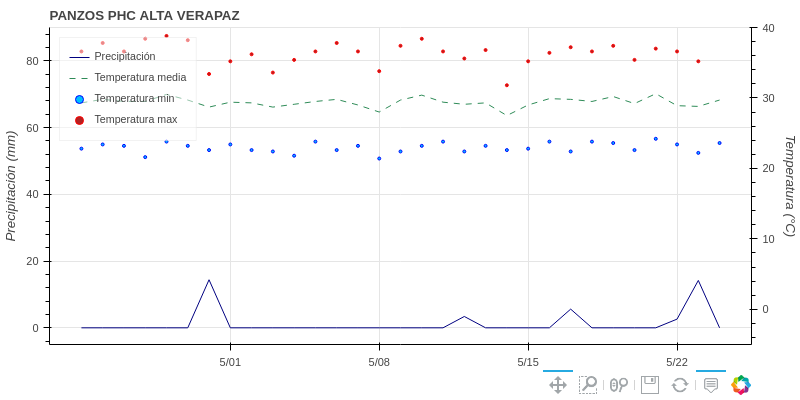 PANZOS PHC ALTA VERAPAZ
Precipitación
Temperatura media
Temperatura min
Temperatura max
Precipitación (mm)
80
60
40
20
0
Temperatura (°C)
40
30
20
10
0
5/01 5/08 5/15 5/22